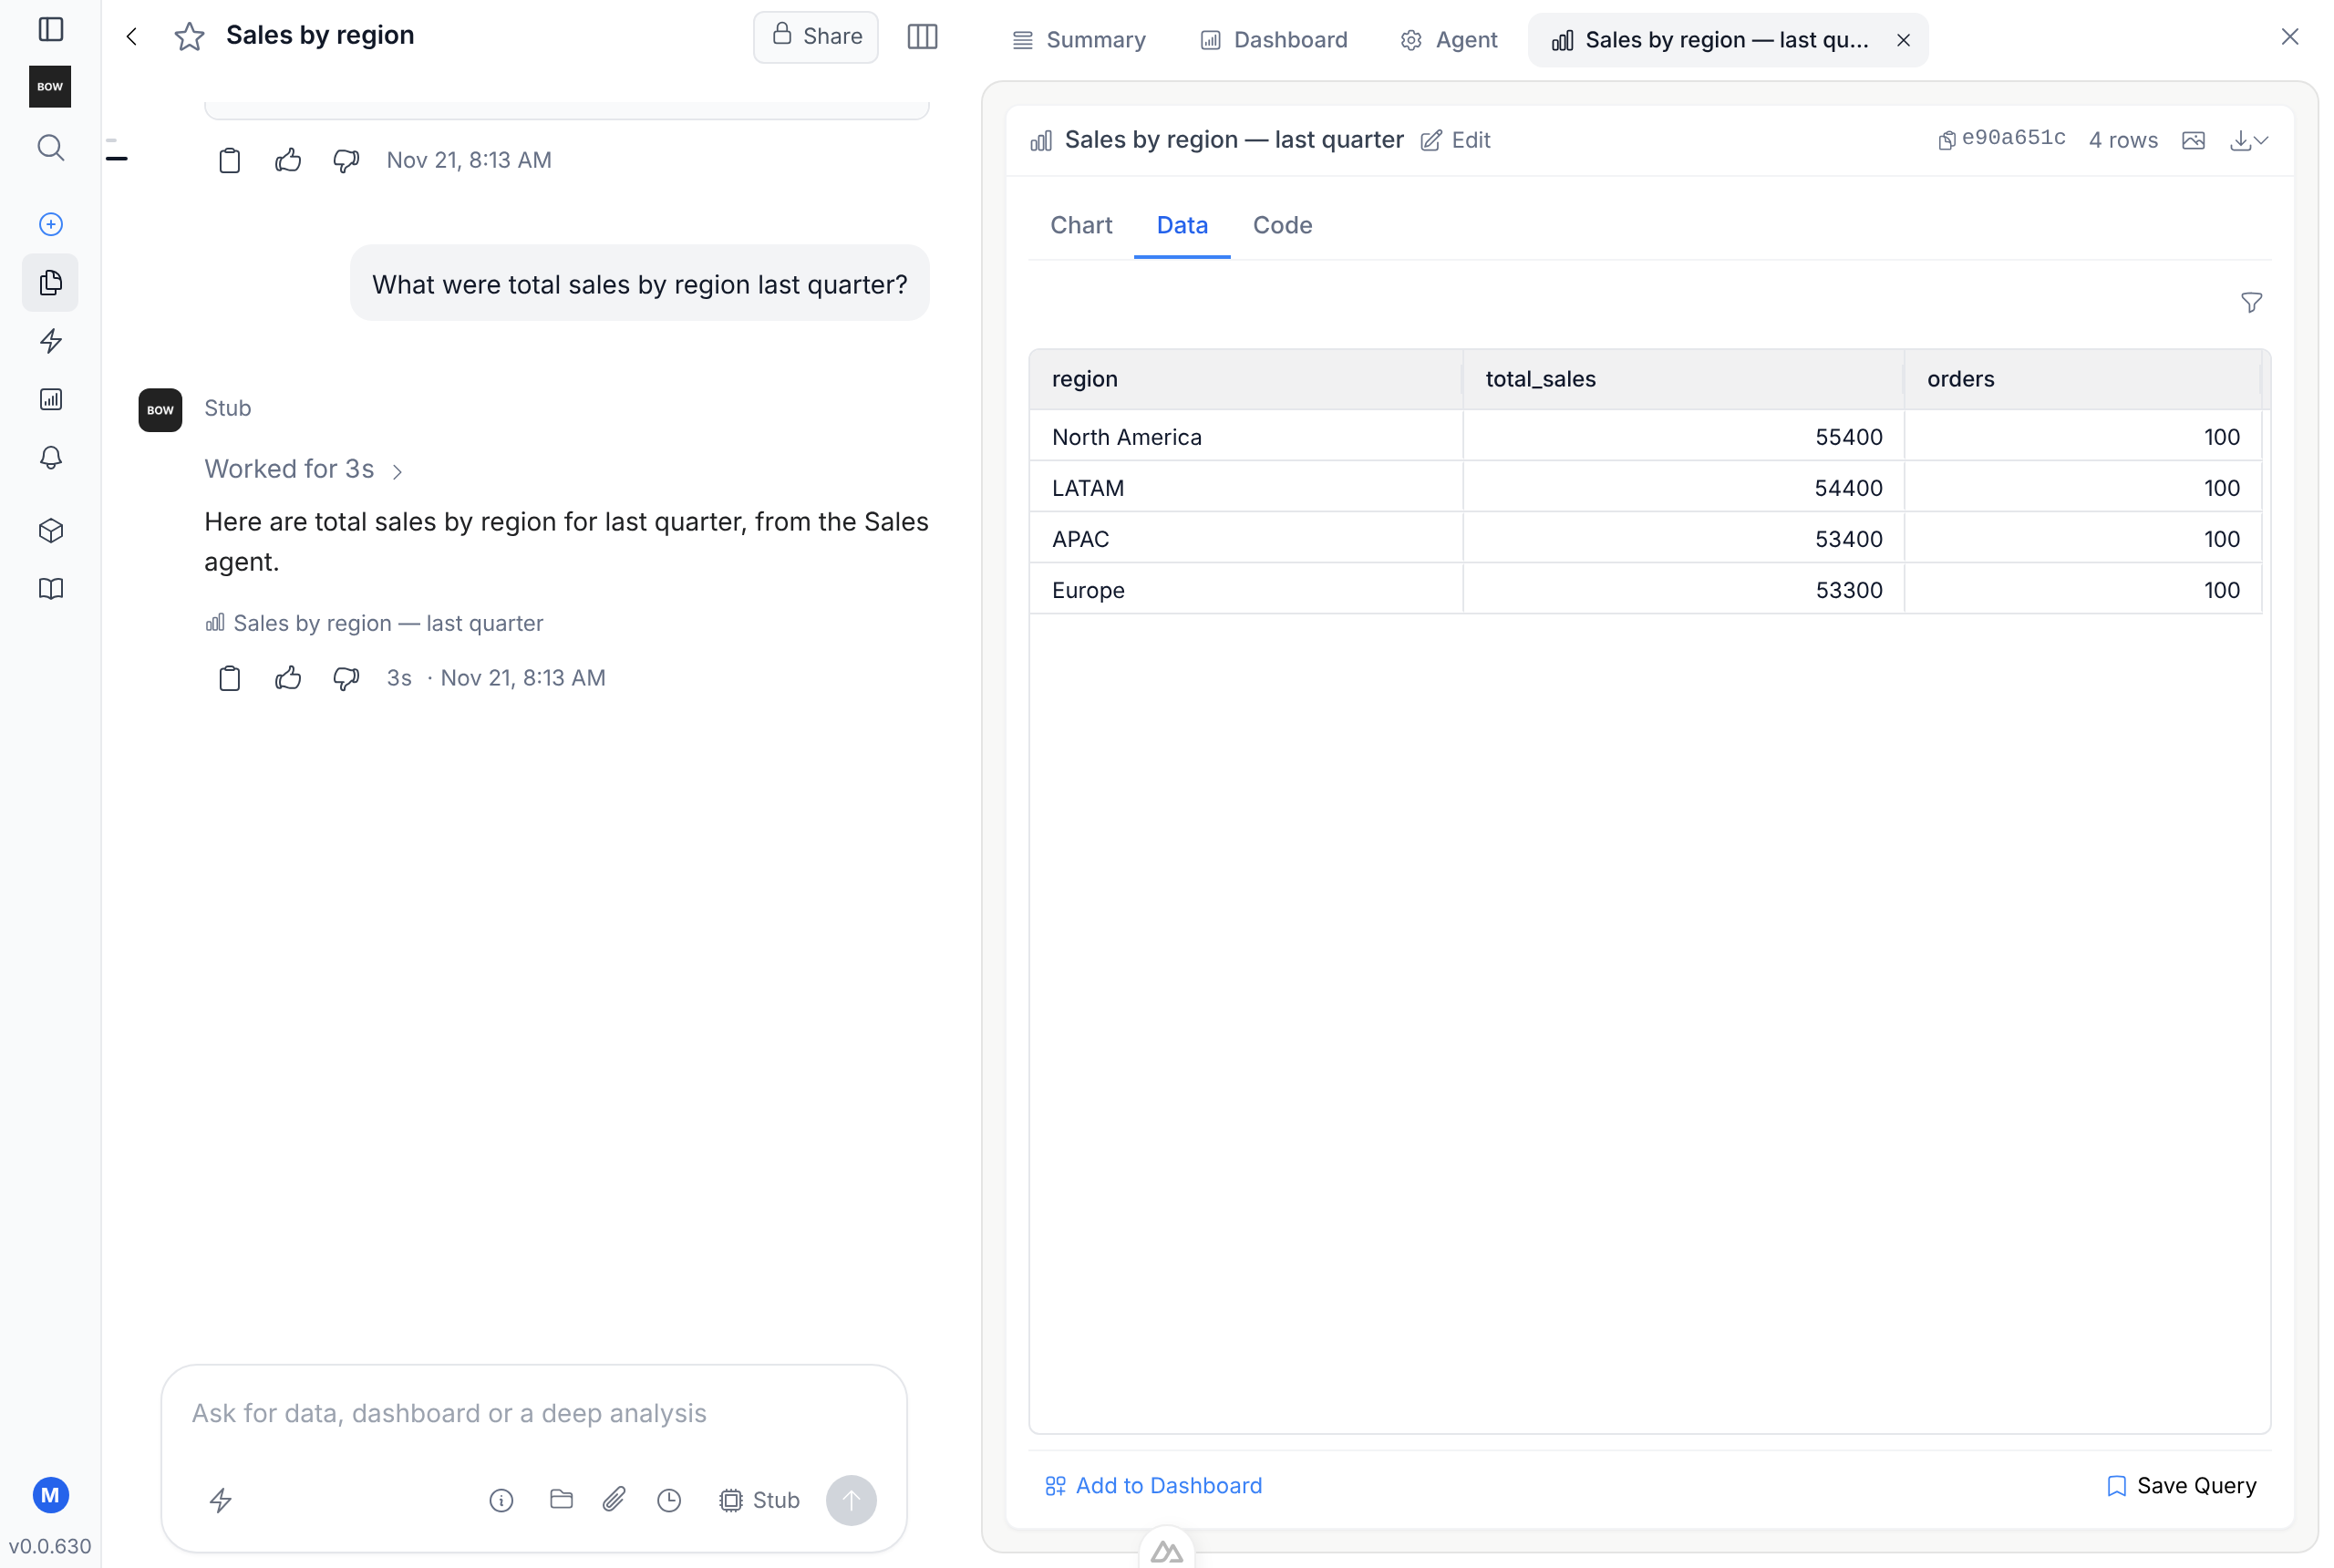 BOW
Sales by region
Share
Summary
Dashboard
Agent
Sales by region — last qu...
Nov 21, 8:13 AM
What were total sales by region last quarter?
BOW
Stub
Worked for 3s
Here are total sales by region for last quarter, from the Sales
agent.
Sales by region — last quarter
3s · Nov 21, 8:13 AM
Ask for data, dashboard or a deep analysis
Stub
M
v0.0.630
Sales by region — last quarter
Edit
e90a651c
4 rows
Chart
Data
Code
region total_sales orders
North America 55400 100
LATAM 54400 100
APAC 53400 100
Europe 53300 100
Add to Dashboard
Save Query